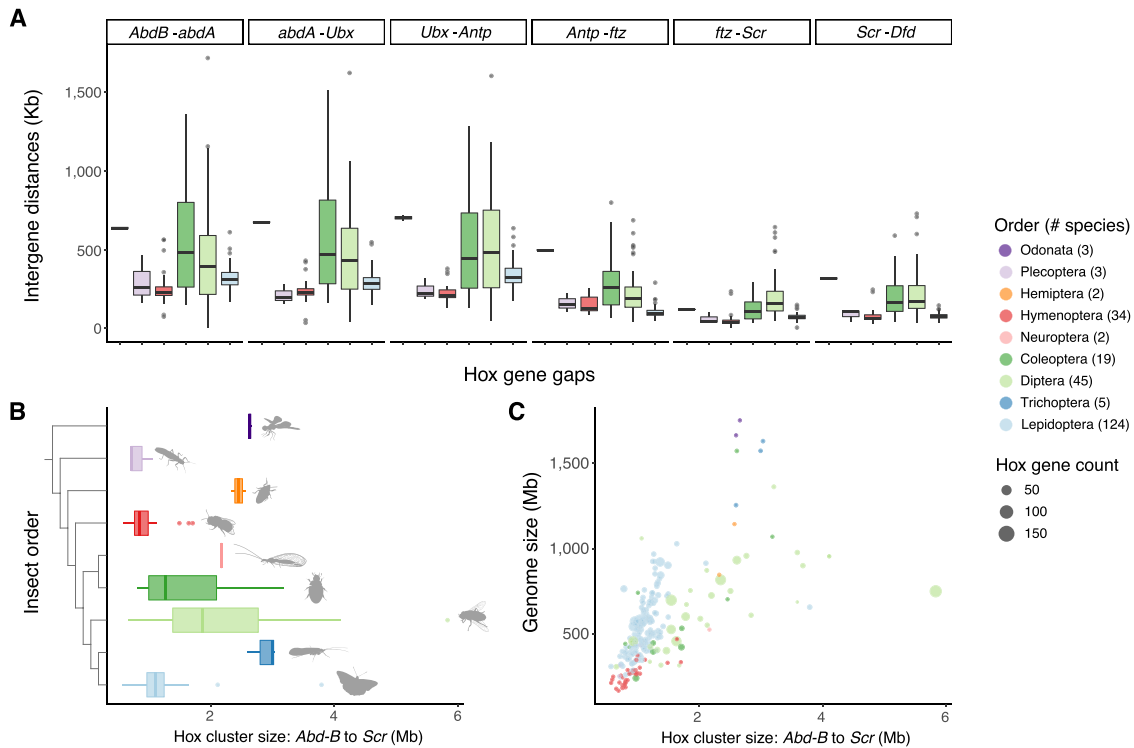 A
AbdB - abdA
abdA - Ubx
Ubx - Antp
Antp - ftz
ftz - Scr
Scr - Dfd
Intergene distances (Kb)
1,500
1,000
500
0
Hox gene gaps
Order (# species)
Odonata (3)
Plecoptera (3)
Hemiptera (2)
Hymenoptera (34)
Neuroptera (2)
Coleoptera (19)
Diptera (45)
Trichoptera (5)
Lepidoptera (124)
Hox gene count
50
100
150
B
Insect order
2
4
6
Hox cluster size: Abd-B to Scr (Mb)
C
Genome size (Mb)
1,500
1,000
500
2
4
6
Hox cluster size: Abd-B to Scr (Mb)